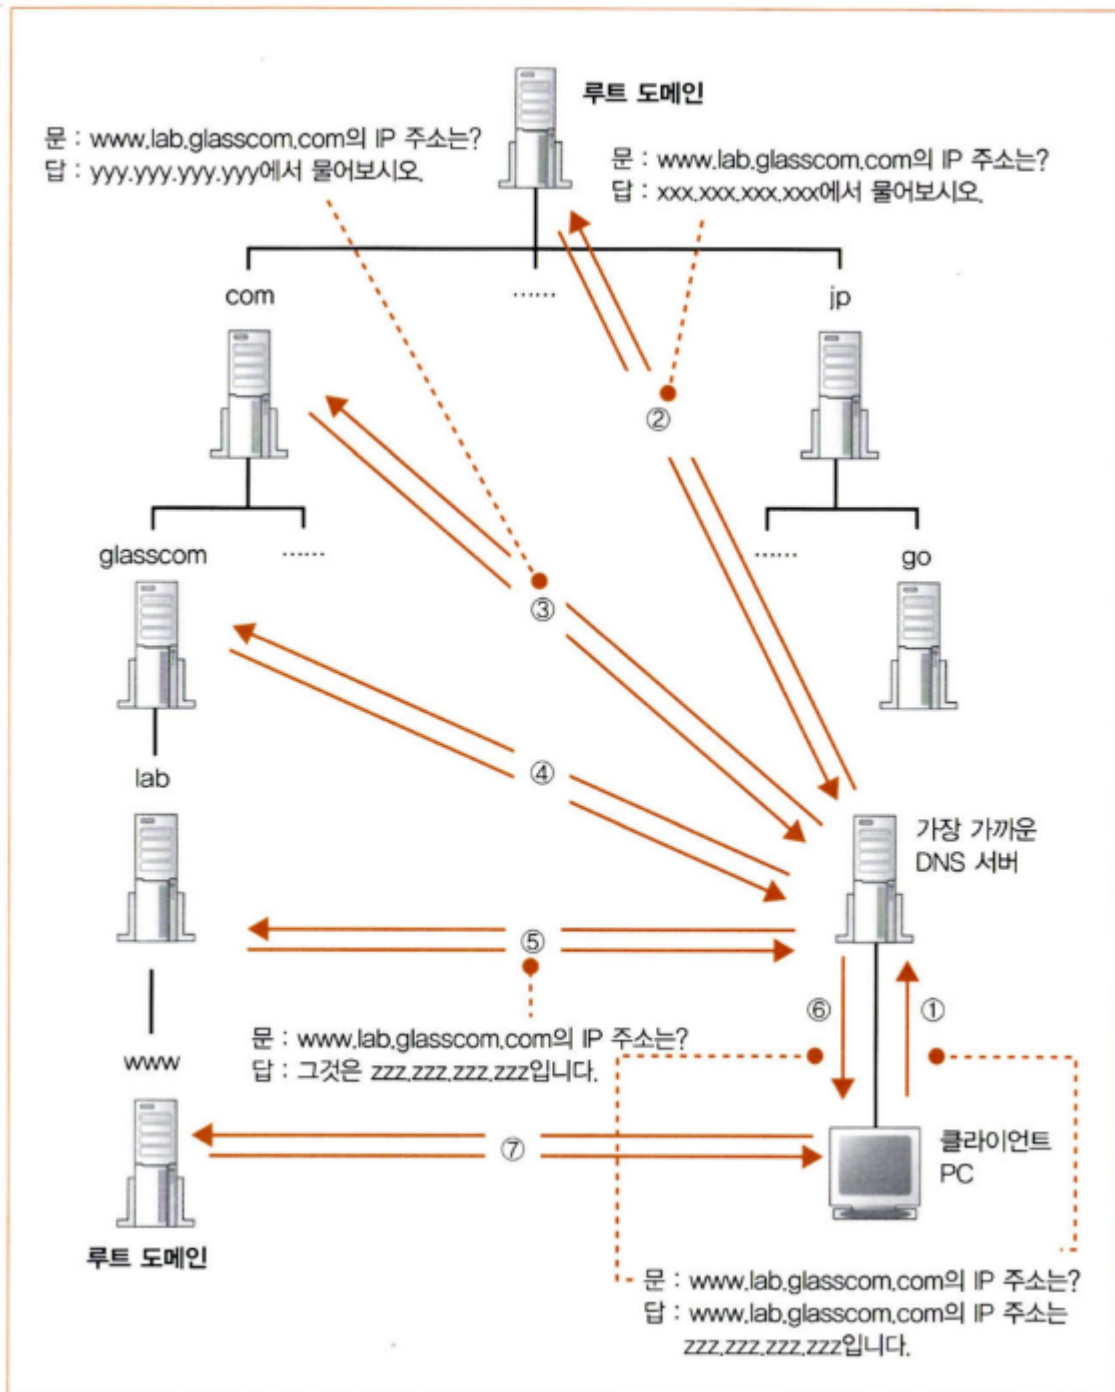 루트 도메인
문 : www.lab.glasscom.com의 IP 주소는?
답 : yyy.yyy.yyy.yyy에서 물어보시오.
문 : www.lab.glasscom.com의 IP 주소는?
답 : xxx.xxx.xxx.xxx에서 물어보시오.
com
......
jp
②
glasscom
......
......
go
③
④
lab
가장 가까운
DNS 서버
⑤
⑥
①
문 : www.lab.glasscom.com의 IP 주소는?
답 : 그것은 zzz.zzz.zzz.zzz입니다.
www
⑦
클라이언트
PC
루트 도메인
문 : www.lab.glasscom.com의 IP 주소는?
답 : www.lab.glasscom.com의 IP 주소는
zzz.zzz.zzz.zzz입니다.